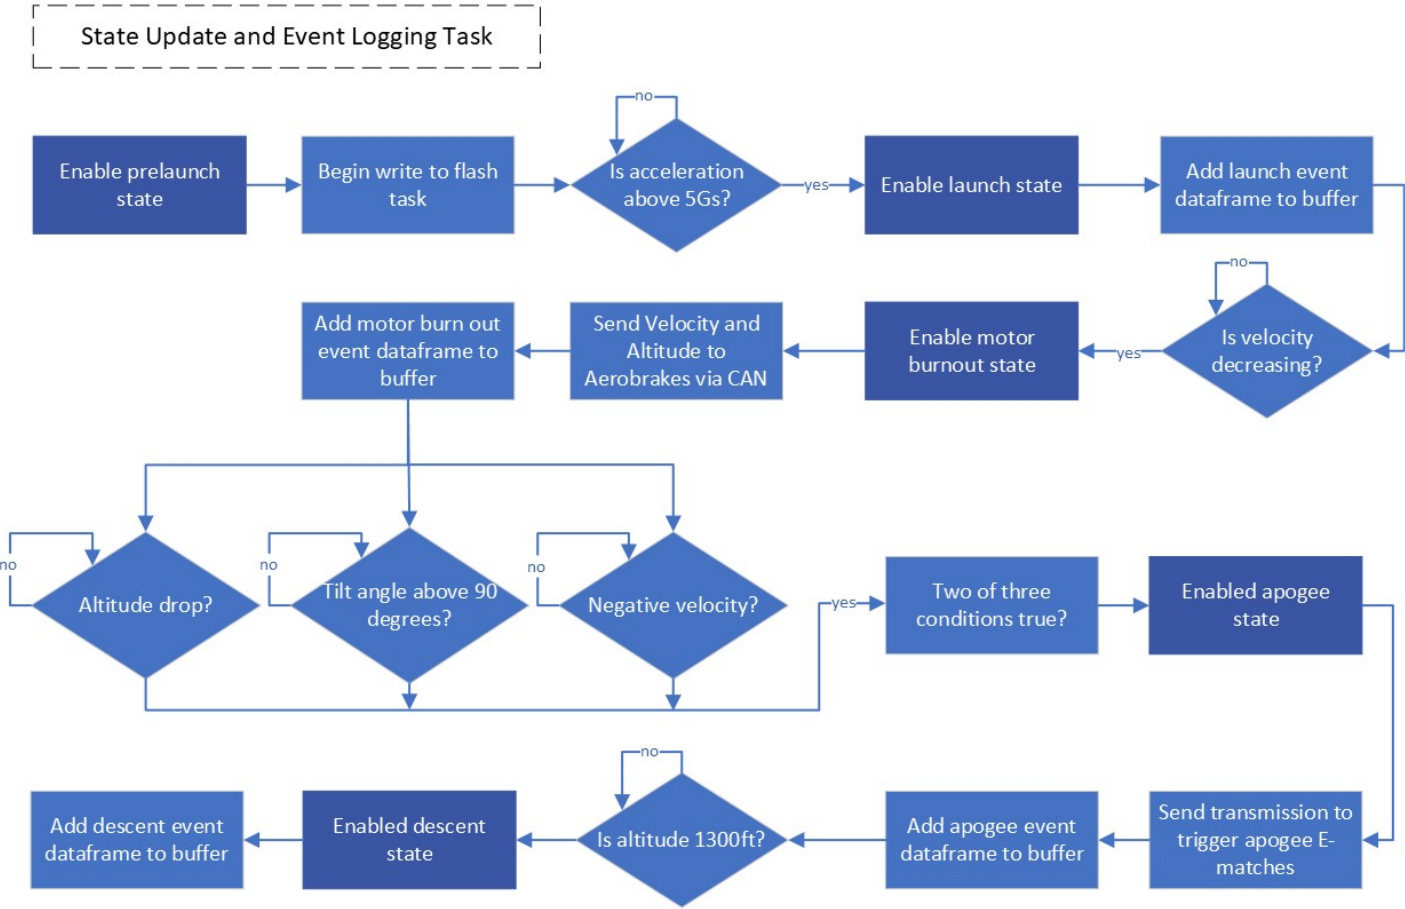 State Update and Event Logging Task
no
Enable prelaunch
state
Begin write to flash
task
Is acceleration
above 5Gs?
yes
Enable launch state
Add launch event
dataframe to buffer
no
Is velocity
decreasing?
yes
Enable motor
burnout state
Send Velocity and
Altitude to
Aerobrakes via CAN
Add motor burn out
event dataframe to
buffer
no
Altitude drop?
no
Tilt angle above 90
degrees?
no
Negative velocity?
yes
Two of three
conditions true?
Enabled apogee
state
Send transmission to
trigger apogee E-
matches
Add apogee event
dataframe to buffer
no
Is altitude 1300ft?
Enabled descent
state
Add descent event
dataframe to buffer